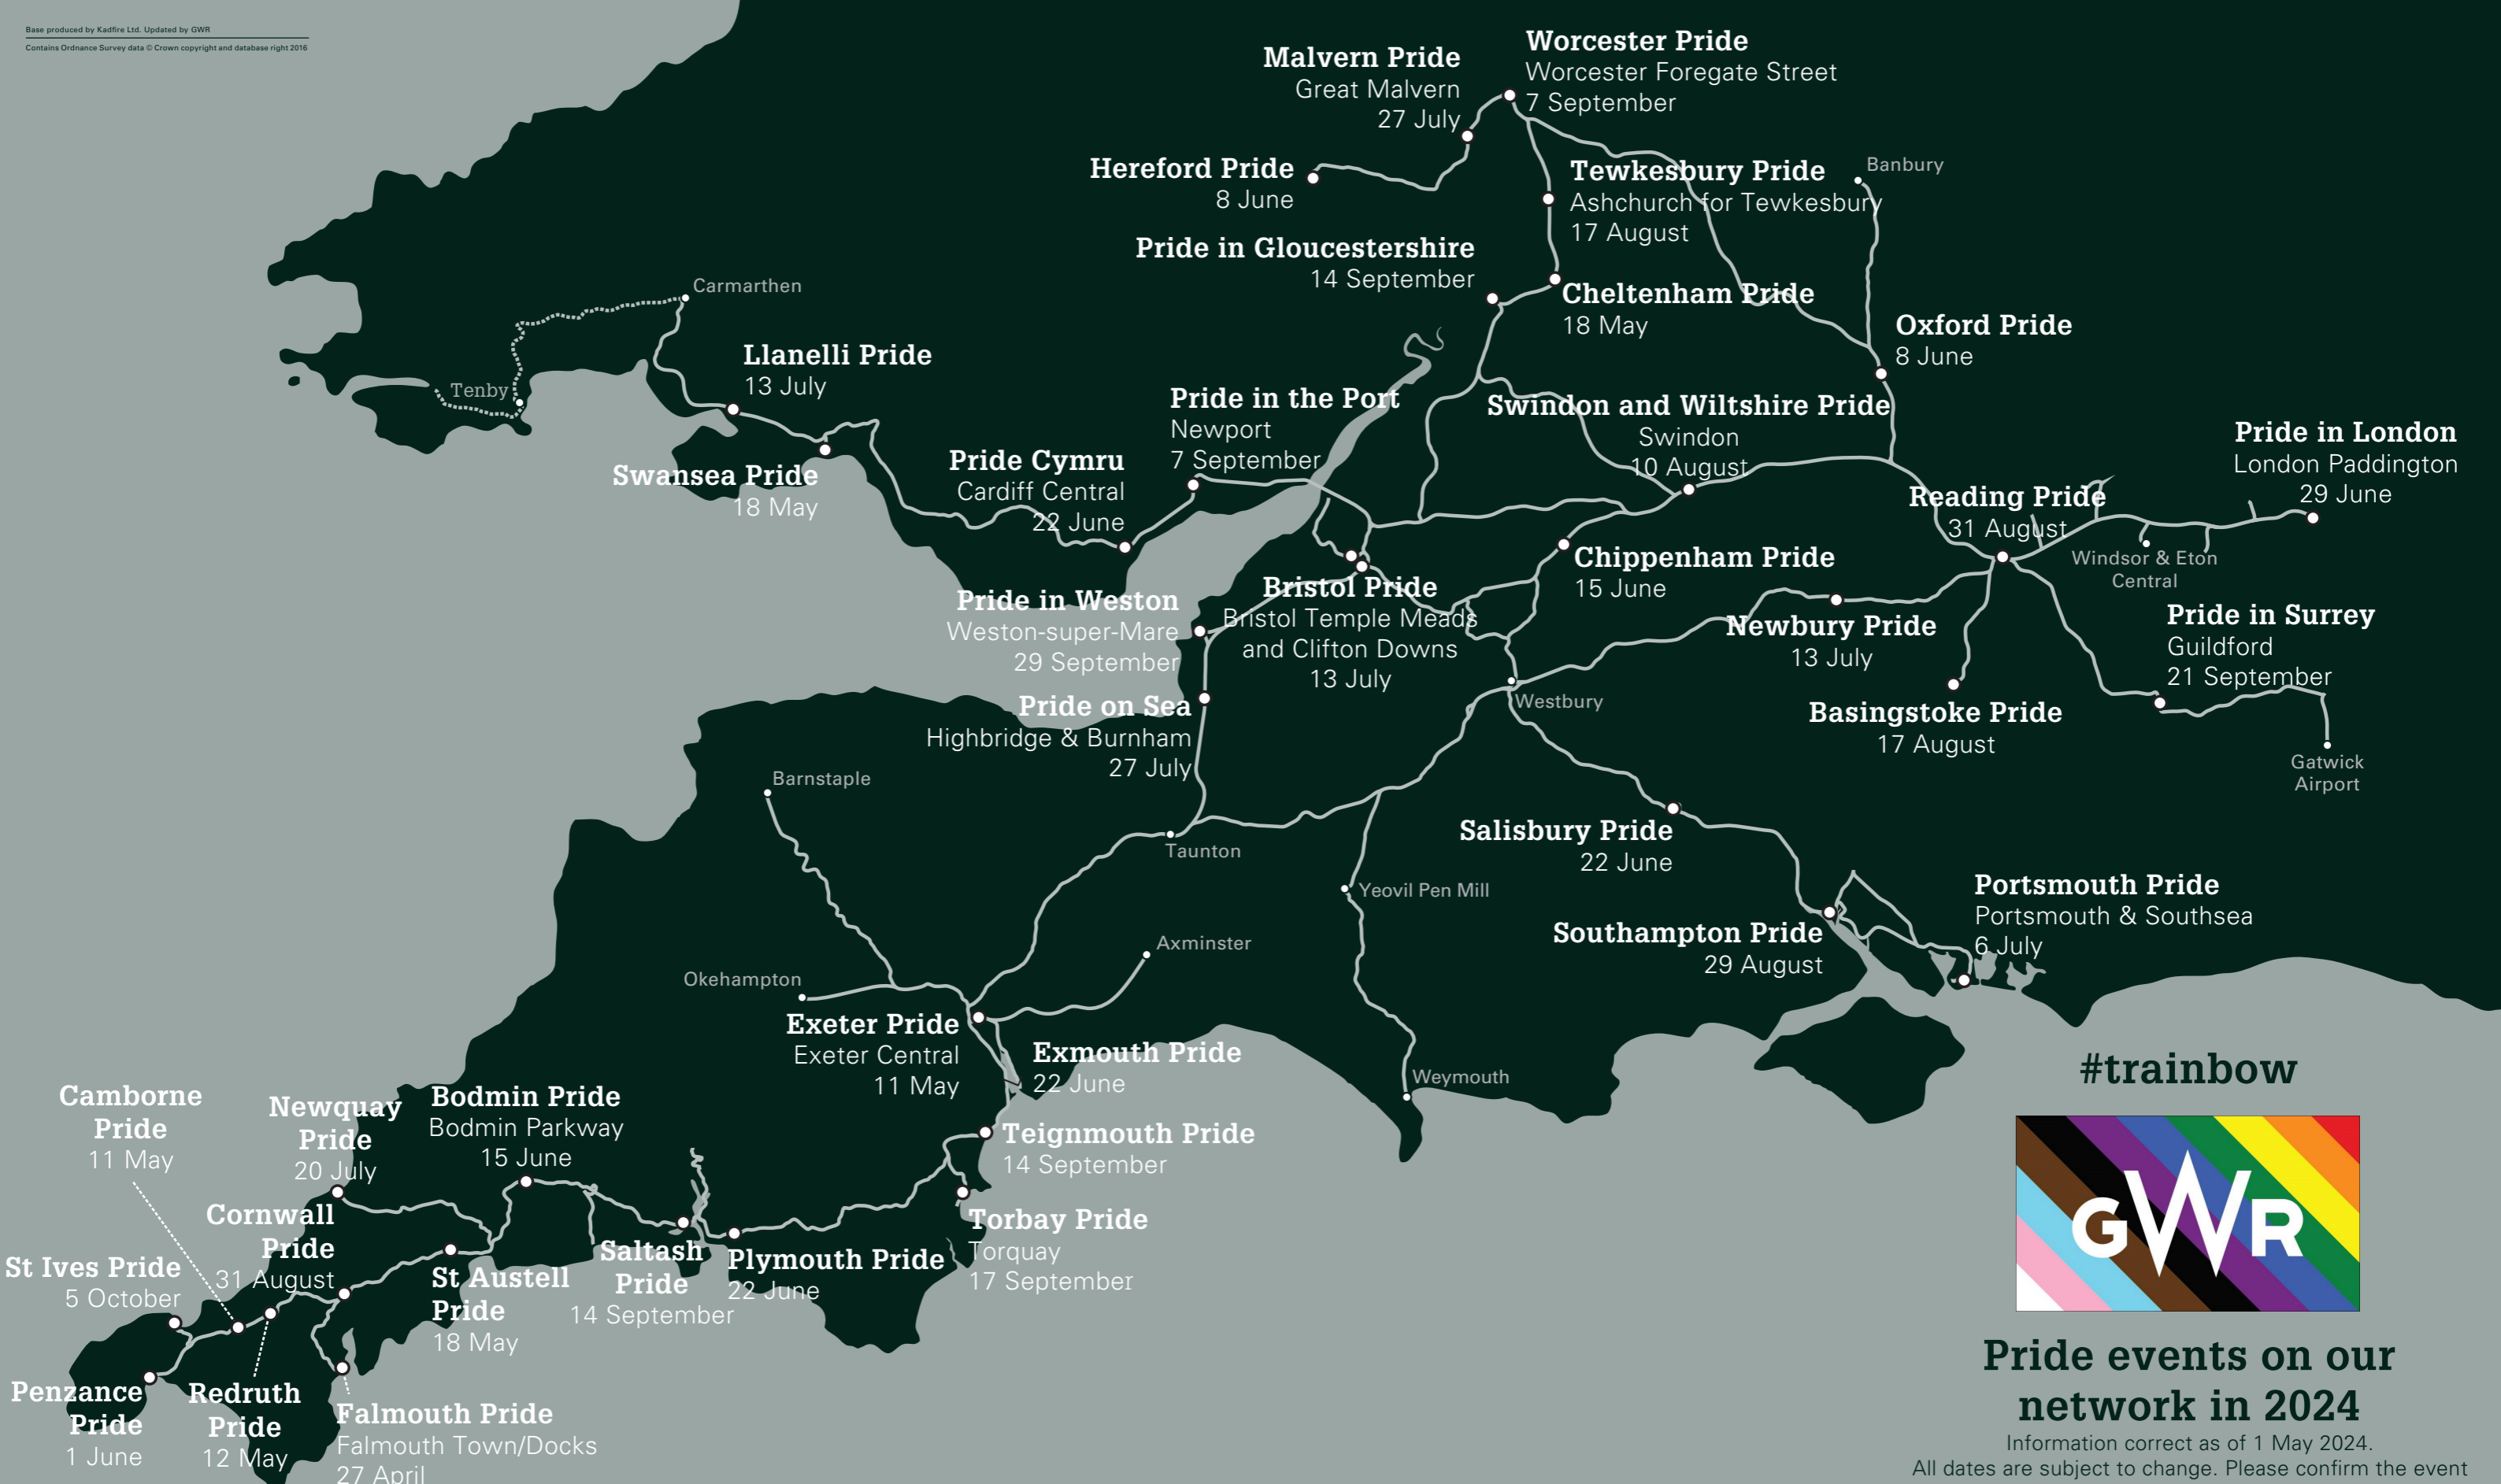 Base produced by Kadfire Ltd. Updated by GWR
Contains Ordnance Survey data © Crown copyright and database right 2016
Malvern Pride
Great Malvern
27 July
Worcester Pride
Worcester Foregate Street
7 September
Hereford Pride
8 June
Tewkesbury Pride
Ashchurch for Tewkesbury
17 August
Banbury
Pride in Gloucestershire
14 September
Cheltenham Pride
18 May
Oxford Pride
8 June
Carmarthen
Tenby
Llanelli Pride
13 July
Swansea Pride
18 May
Pride Cymru
Cardiff Central
22 June
Pride in the Port
Newport
7 September
Swindon and Wiltshire Pride
Swindon
10 August
Pride in London
London Paddington
29 June
Reading Pride
31 August
Windsor & Eton
Central
Chippenham Pride
15 June
Bristol Pride
Bristol Temple Meads
and Clifton Downs
13 July
Pride in Weston
Weston-super-Mare
29 September
Newbury Pride
13 July
Pride in Surrey
Guildford
21 September
Basingstoke Pride
17 August
Gatwick
Airport
Westbury
Pride on Sea
Highbridge & Burnham
27 July
Barnstaple
Taunton
Salisbury Pride
22 June
Yeovil Pen Mill
Portsmouth Pride
Portsmouth & Southsea
6 July
Southampton Pride
29 August
Axminster
Okehampton
Exeter Pride
Exeter Central
11 May
Exmouth Pride
22 June
Weymouth
Teignmouth Pride
14 September
Torbay Pride
Torquay
17 September
Camborne
Pride
11 May
Newquay
Pride
20 July
Bodmin Pride
Bodmin Parkway
15 June
Cornwall
Pride
31 August
St Ives Pride
5 October
St Austell
Pride
18 May
Saltash
Pride
14 September
Plymouth Pride
22 June
Penzance
Pride
1 June
Redruth
Pride
12 May
Falmouth Pride
Falmouth Town/Docks
27 April
#trainbow
GWR
Pride events on our
network in 2024
Information correct as of 1 May 2024.
All dates are subject to change. Please confirm the event